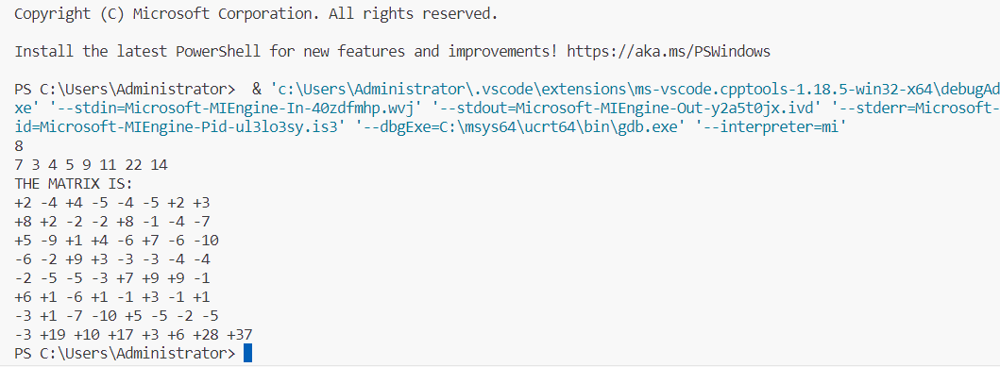 Copyright (C) Microsoft Corporation. All rights reserved.
Install the latest PowerShell for new features and improvements! https://aka.ms/PSWindows
PS C:\Users\Administrator>  & 'c:\Users\Administrator\.vscode\extensions\ms-vscode.cpptools-1.18.5-win32-x64\debugAd
xe' '--stdin=Microsoft-MIEngine-In-40zdfmhp.wvj' '--stdout=Microsoft-MIEngine-Out-y2a5t0jx.ivd' '--stderr=Microsoft-
id=Microsoft-MIEngine-Pid-ul3lo3sy.is3' '--dbgExe=C:\msys64\ucrt64\bin\gdb.exe' '--interpreter=mi'
8
7 3 4 5 9 11 22 14
THE MATRIX IS:
+2 -4 +4 -5 -4 -5 +2 +3
+8 +2 -2 -2 +8 -1 -4 -7
+5 -9 +1 +4 -6 +7 -6 -10
-6 -2 +9 +3 -3 -3 -4 -4
-2 -5 -5 -3 +7 +9 +9 -1
+6 +1 -6 +1 -1 +3 -1 +1
-3 +1 -7 -10 +5 -5 -2 -5
-3 +19 +10 +17 +3 +6 +28 +37
PS C:\Users\Administrator>